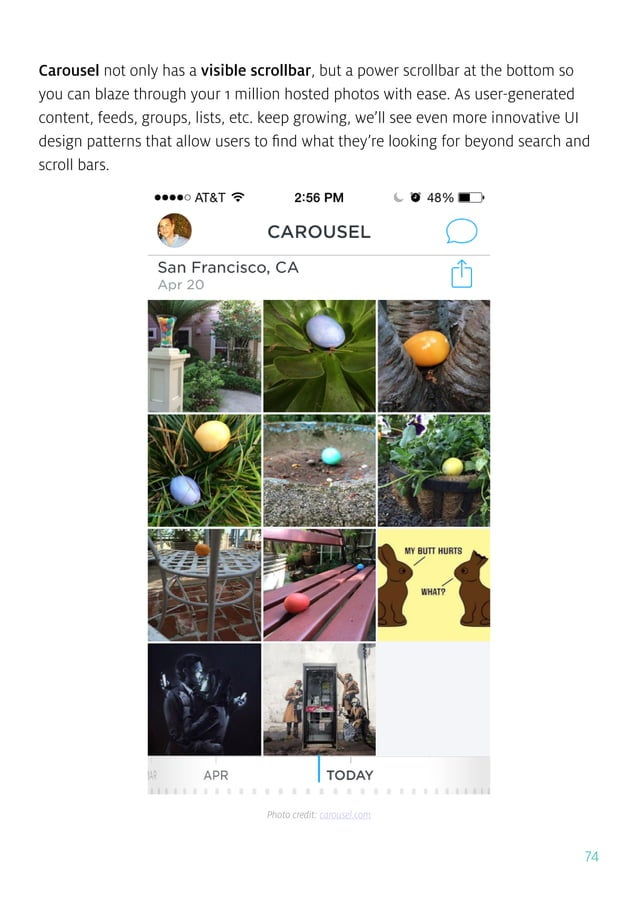 Carousel not only has a visible scrollbar, but a power scrollbar at the bottom so
you can blaze through your 1 million hosted photos with ease. As user-generated
content, feeds, groups, lists, etc. keep growing, we’ll see even more innovative UI
design patterns that allow users to find what they’re looking for beyond search and
scroll bars.
AT&T 2:56 PM 48%
CAROUSEL
San Francisco, CA
Apr 20
MY BUTT HURTS
WHAT?
APR TODAY
Photo credit: carousel.com
74